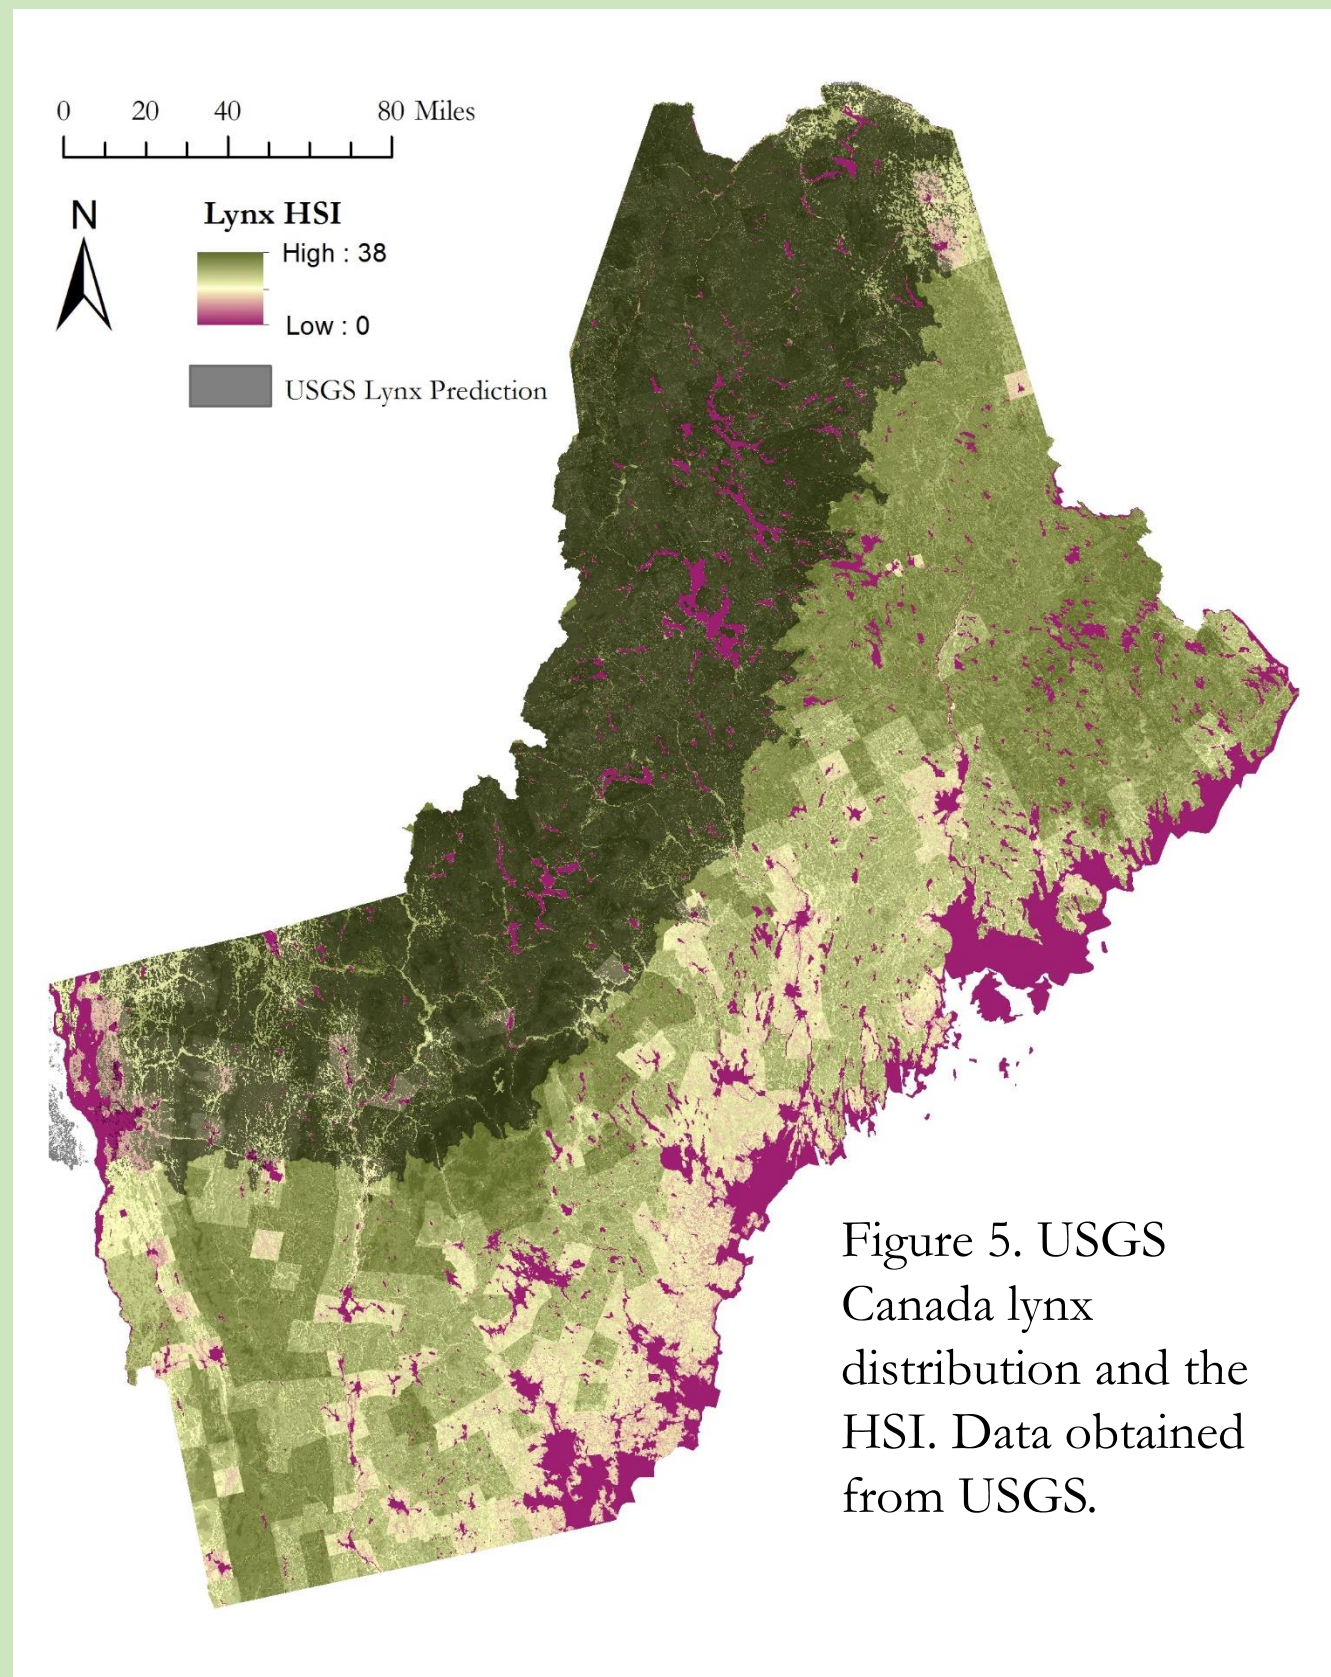 0 20 40 80 Miles
N
Lynx HSI
High : 38
Low : 0
USGS Lynx Prediction
Figure 5. USGS
Canada lynx
distribution and the
HSI. Data obtained
from USGS.